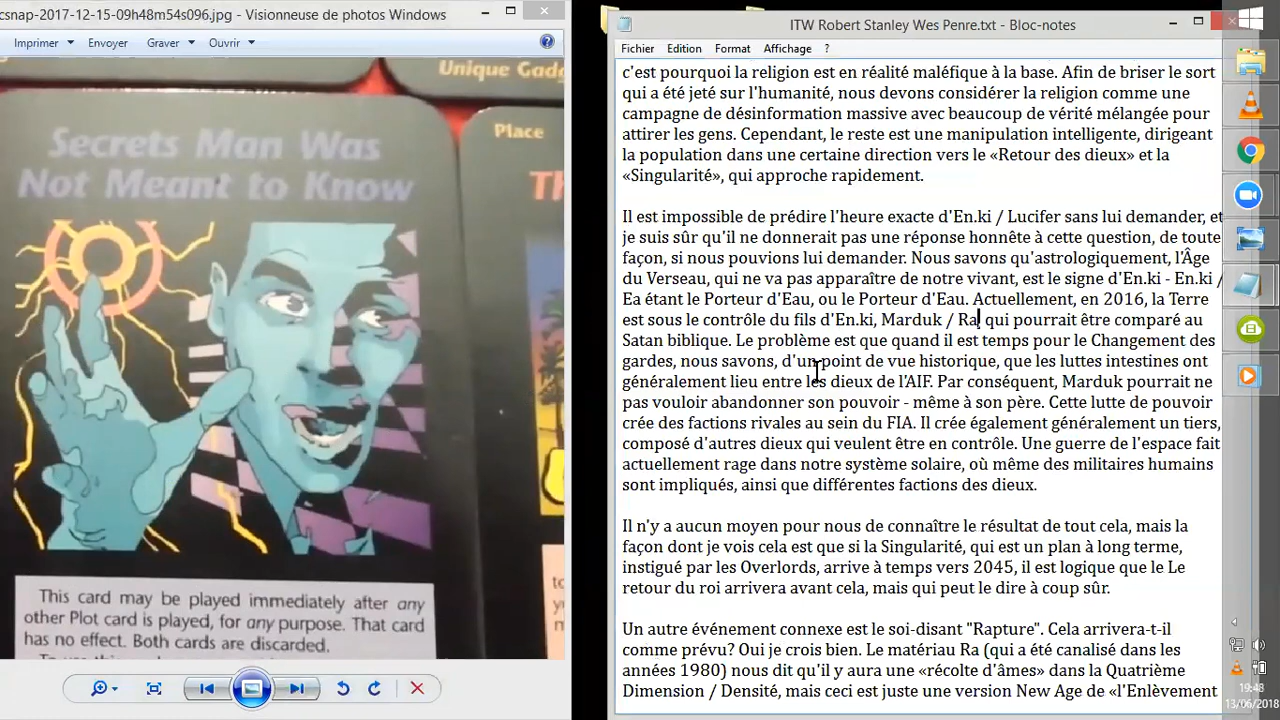 csnap-2017-12-15-09h48m54s096.jpg - Visionneuse de photos Windows
Imprimer Envoyer Graver Ouvrir
Unique Gadg
Place
Secrets Man Was
Not Meant to Know
Th
This card may be played immediately after any
other Plot card is played, for any purpose. That card
has no effect. Both cards are discarded.
ITW Robert Stanley Wes Penre.txt - Bloc-notes
Fichier Edition Format Affichage ?
c'est pourquoi la religion est en réalité maléfique à la base. Afin de briser le sort
qui a été jeté sur l'humanité, nous devons considérer la religion comme une
campagne de désinformation massive avec beaucoup de vérité mélangée pour
attirer les gens. Cependant, le reste est une manipulation intelligente, dirigeant
la population dans une certaine direction vers le «Retour des dieux» et la
«Singularité», qui approche rapidement.
Il est impossible de prédire l'heure exacte d'En.ki / Lucifer sans lui demander, et
je suis sûr qu'il ne donnerait pas une réponse honnête à cette question, de toute
façon, si nous pouvions lui demander. Nous savons qu'astrologiquement, l'Âge
du Verseau, qui ne va pas apparaître de notre vivant, est le signe d'En.ki - En.ki /
Ea étant le Porteur d'Eau, ou le Porteur d'Eau. Actuellement, en 2016, la Terre
est sous le contrôle du fils d'En.ki, Marduk / Ra, qui pourrait être comparé au
Satan biblique. Le problème est que quand il est temps pour le Changement des
gardes, nous savons, d'un point de vue historique, que les luttes intestines ont
généralement lieu entre les dieux de l'AIF. Par conséquent, Marduk pourrait ne
pas vouloir abandonner son pouvoir - même à son père. Cette lutte de pouvoir
crée des factions rivales au sein du FIA. Il crée également généralement un tiers,
composé d'autres dieux qui veulent être en contrôle. Une guerre de l'espace fait
actuellement rage dans notre système solaire, où même des militaires humains
sont impliqués, ainsi que différentes factions des dieux.
Il n'y a aucun moyen pour nous de connaître le résultat de tout cela, mais la
façon dont je vois cela est que si la Singularité, qui est un plan à long terme,
instigué par les Overlords, arrive à temps vers 2045, il est logique que le Le
retour du roi arrivera avant cela, mais qui peut le dire à coup sûr.
Un autre événement connexe est le soi-disant "Rapture". Cela arrivera-t-il
comme prévu? Oui je crois bien. Le matériau Ra (qui a été canalisé dans les
années 1980) nous dit qu'il y aura une «récolte d'âmes» dans la Quatrième
Dimension / Densité, mais ceci est juste une version New Age de «l'Enlèvement
19:48
13/06/2018